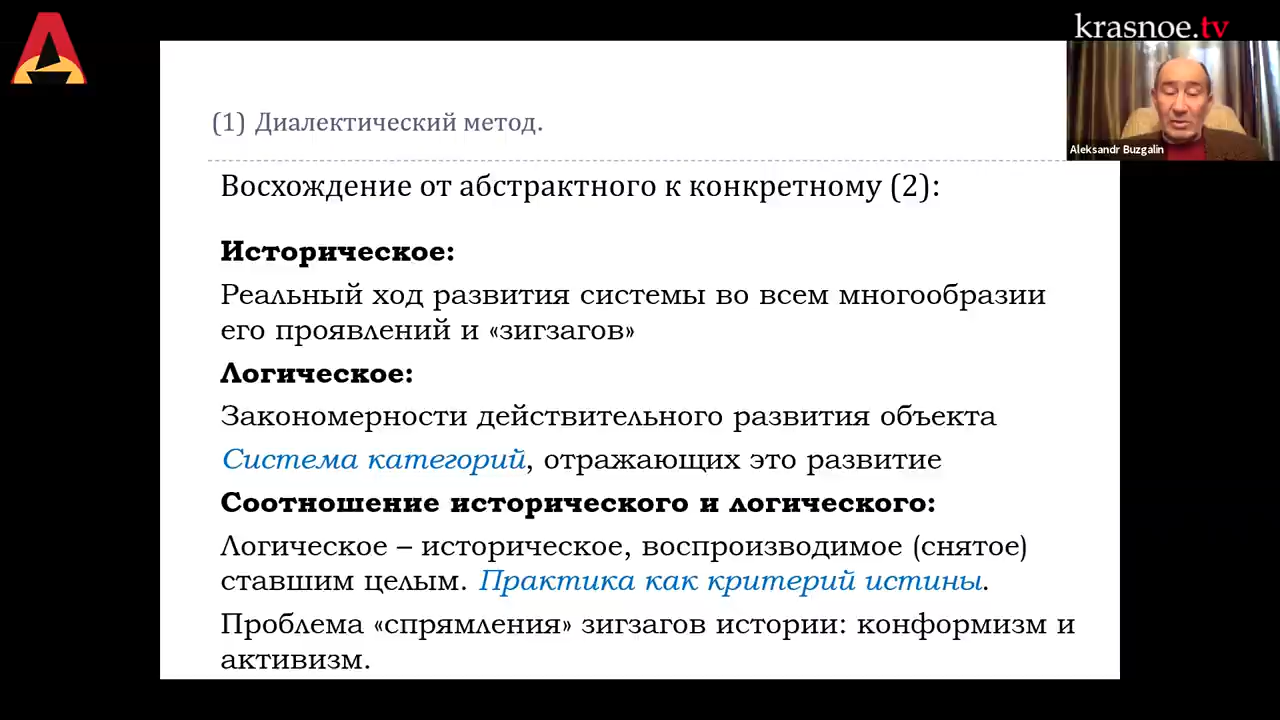 krasnoe.tv
Aleksandr Buzgalin
(1) Диалектический метод.
Восхождение от абстрактного к конкретному (2):
Историческое:
Реальный ход развития системы во всем многообразии
его проявлений и «зигзагов»
Логическое:
Закономерности действительного развития объекта
Система категорий, отражающих это развитие
Соотношение исторического и логического:
Логическое – историческое, воспроизводимое (снятое)
ставшим целым. Практика как критерий истины.
Проблема «спрямления» зигзагов истории: конформизм и
активизм.